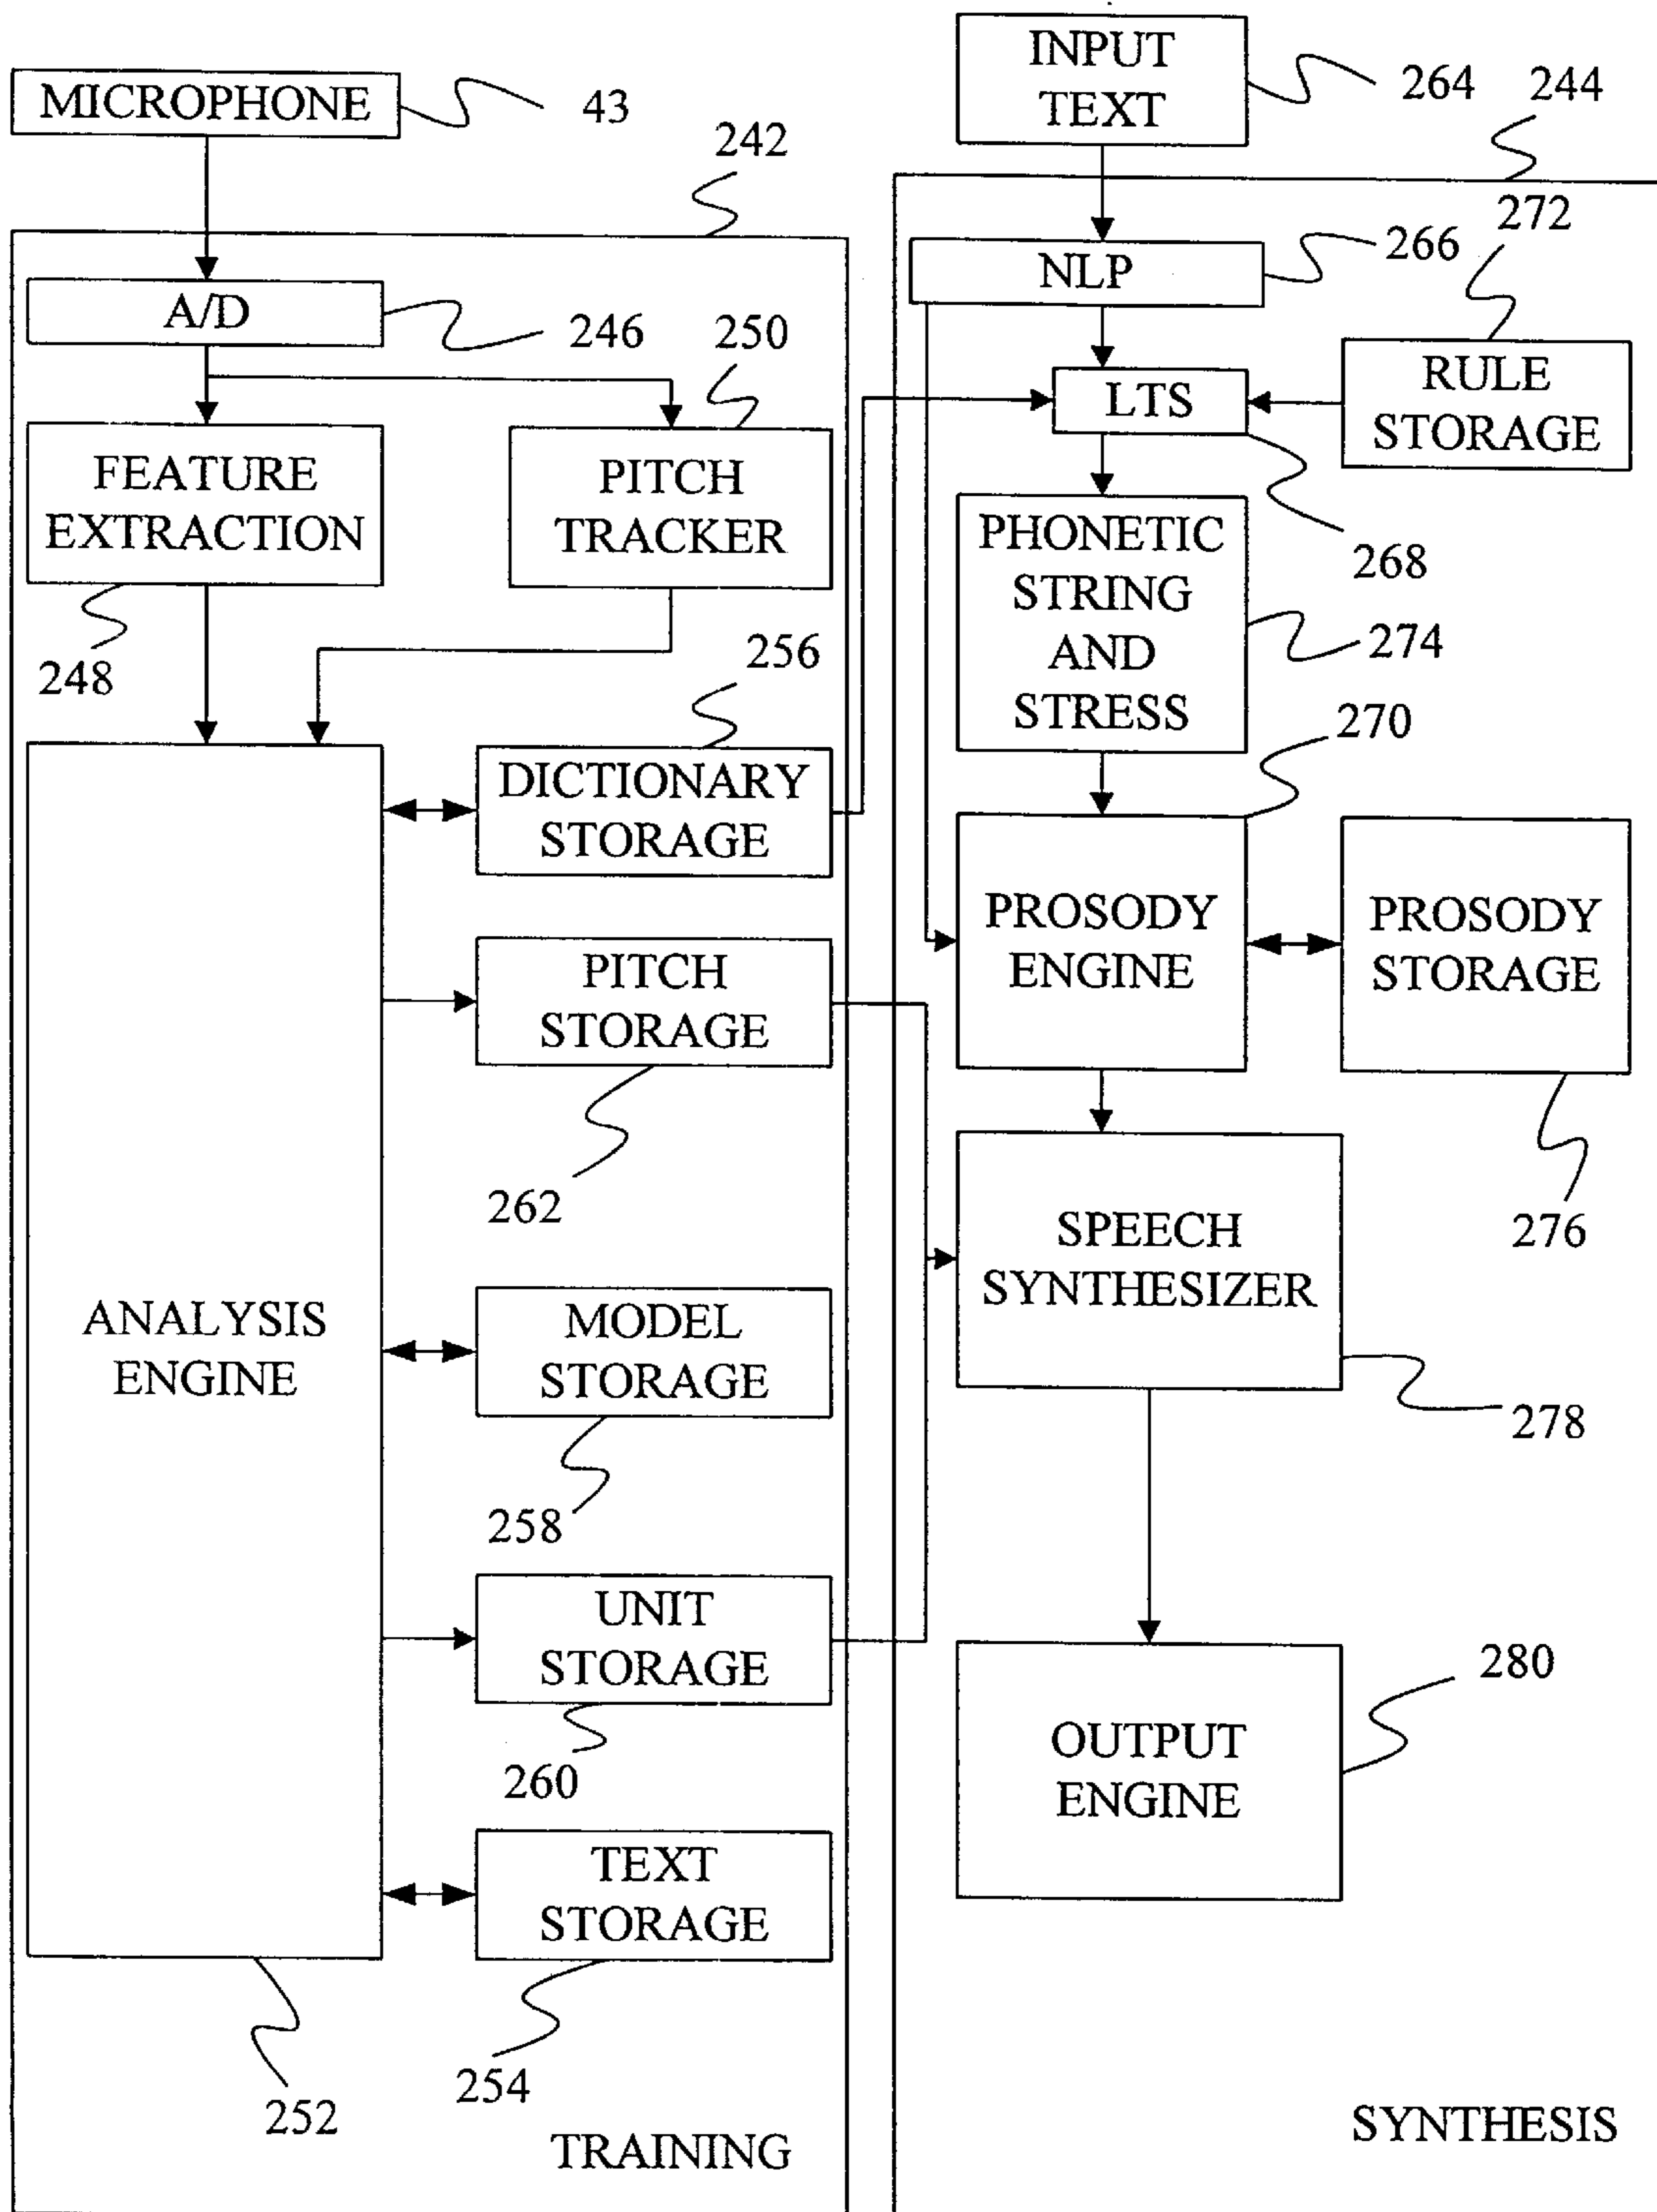 MICROPHONE
43
242
A/D
246
250
FEATURE
EXTRACTION
248
PITCH
TRACKER
256
ANALYSIS
ENGINE
252
DICTIONARY
STORAGE
PITCH
STORAGE
262
MODEL
STORAGE
258
UNIT
STORAGE
260
TEXT
STORAGE
254
TRAINING
INPUT
TEXT
264
244
NLP
266
272
LTS
268
RULE
STORAGE
PHONETIC
STRING
AND
STRESS
274
270
PROSODY
ENGINE
PROSODY
STORAGE
276
SPEECH
SYNTHESIZER
278
OUTPUT
ENGINE
280
SYNTHESIS